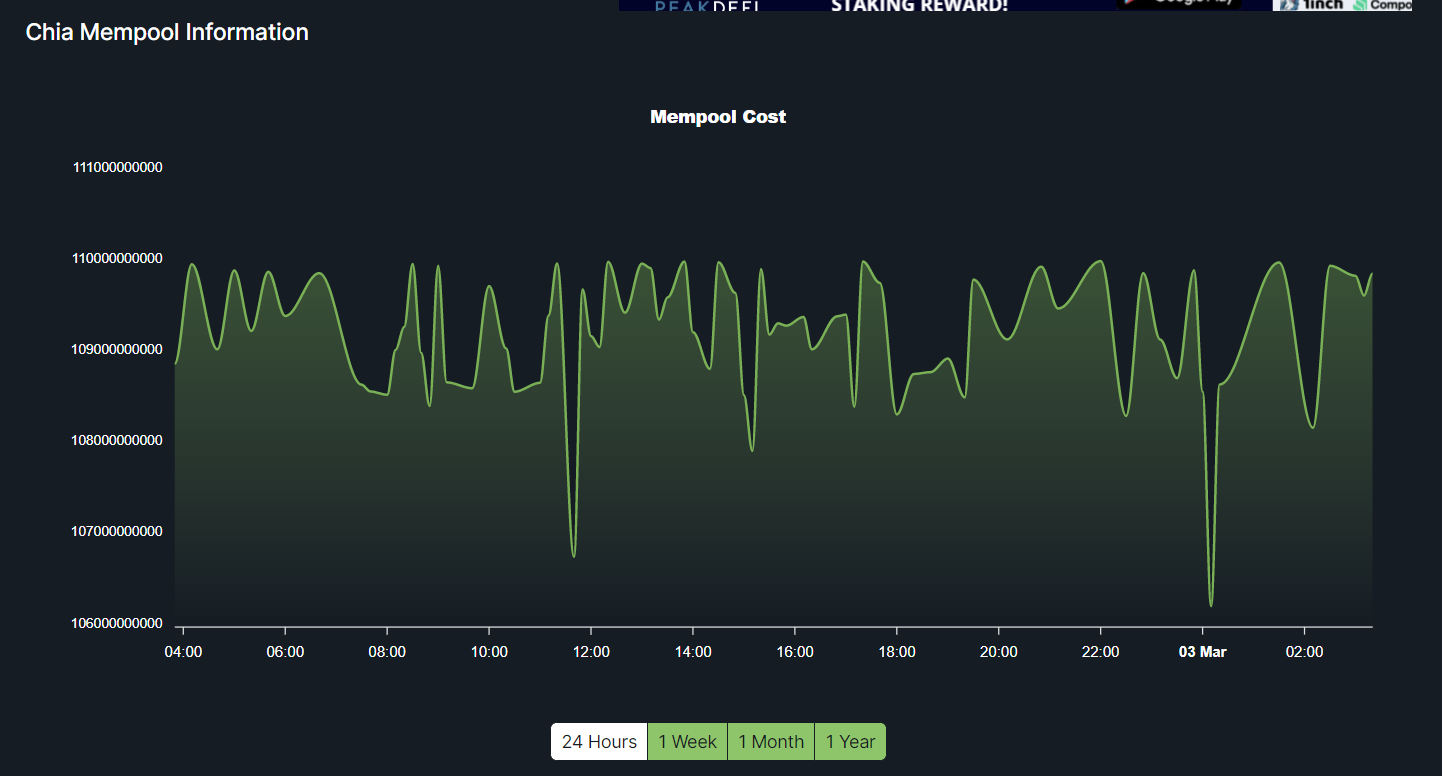 PEAKDEFI
STAKING REWARD!
Google Play
1inch
Compo
Chia Mempool Information
Mempool Cost
111000000000
110000000000
109000000000
108000000000
107000000000
106000000000
04:00 06:00 08:00 10:00 12:00 14:00 16:00 18:00 20:00 22:00 03 Mar 02:00
24 Hours 1 Week 1 Month 1 Year